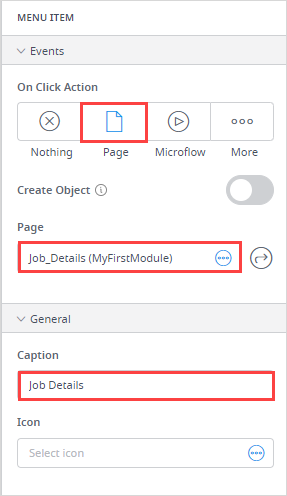 MENU ITEM
Events
On Click Action
Nothing Page Microflow More
Create Object
Page
Job_Details (MyFirstModule)
General
Caption
Job Details
Icon
Select icon